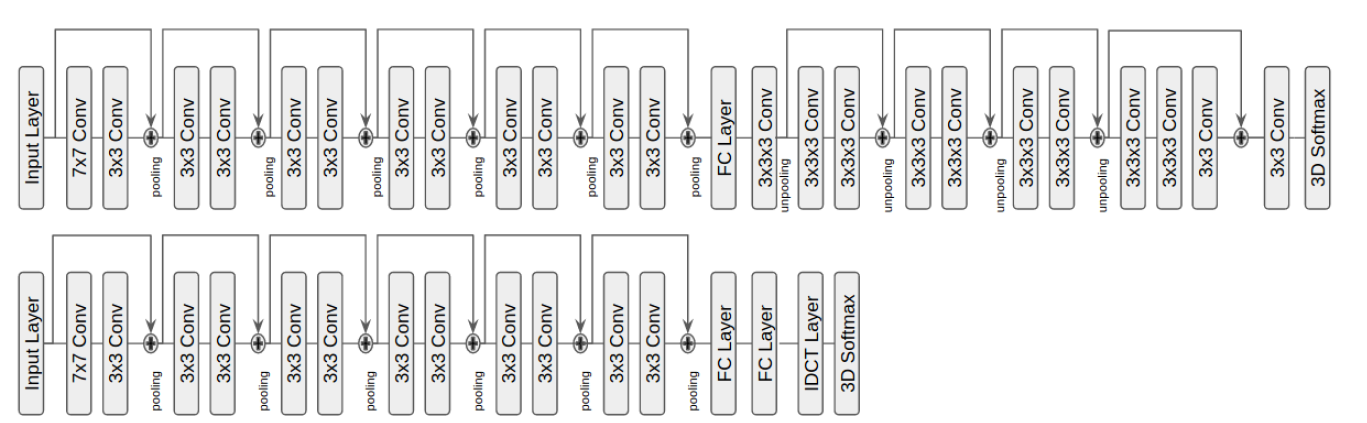 Input Layer
7x7 Conv
3x3 Conv
pooling
3x3 Conv
3x3 Conv
pooling
3x3 Conv
3x3 Conv
pooling
3x3 Conv
3x3 Conv
pooling
3x3 Conv
3x3 Conv
pooling
3x3 Conv
3x3 Conv
pooling
FC Layer
3x3x3 Conv
unpooling
3x3x3 Conv
3x3x3 Conv
unpooling
3x3x3 Conv
3x3x3 Conv
unpooling
3x3x3 Conv
3x3x3 Conv
unpooling
3x3x3 Conv
3x3x3 Conv
3x3 Conv
3x3 Conv
3D Softmax
Input Layer
7x7 Conv
3x3 Conv
pooling
3x3 Conv
3x3 Conv
pooling
3x3 Conv
3x3 Conv
pooling
3x3 Conv
3x3 Conv
pooling
3x3 Conv
3x3 Conv
pooling
3x3 Conv
3x3 Conv
pooling
FC Layer
FC Layer
IDCT Layer
3D Softmax